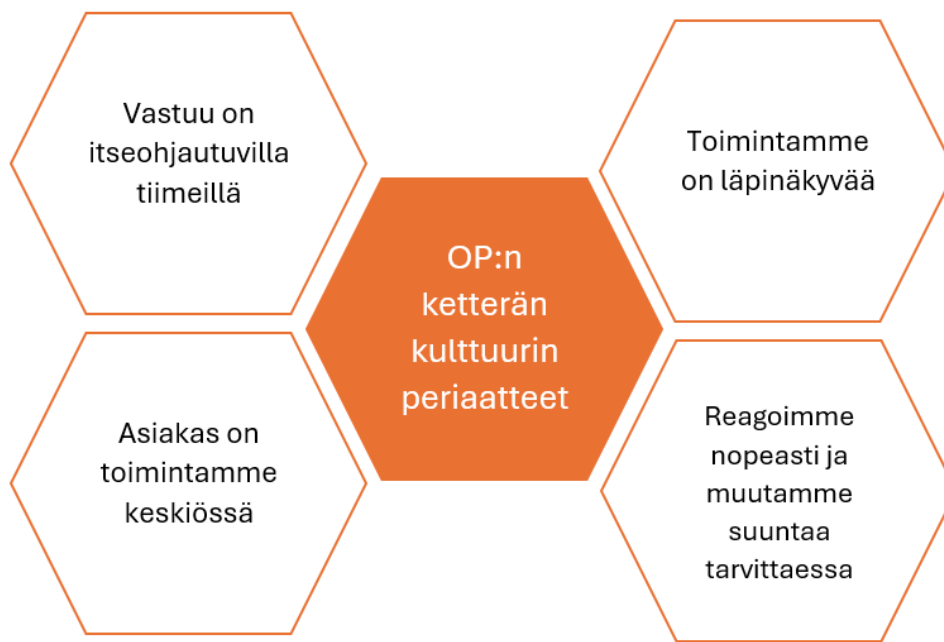 Vastuu on
itseohjautuvilla
tiimeillä
Toimintamme
on läpinäkyvää
OP:n
ketterän
kulttuurin
periaatteet
Asiakas on
toimintamme
keskiössä
Reagoimme
nopeasti ja
muutamme
suuntaa
tarvittaessa